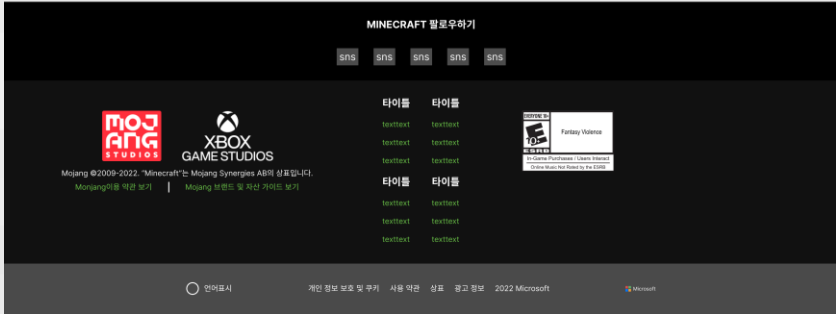 MINECRAFT 팔로우하기
sns sns sns sns sns
MOJ
ANG
STUDIOS
XBOX
GAME STUDIOS
Mojang ©2009-2022. "Minecraft"는 Mojang Synergies AB의 상표입니다.
Monjang이용 약관 보기 | Mojang 브랜드 및 자산 가이드 보기
타이틀 타이틀
texttext texttext
texttext texttext
texttext texttext
타이틀 타이틀
texttext texttext
texttext texttext
texttext texttext
EVERYONE 10+
E
10+
ESRB
Fantasy Violence
In-Game Purchases / Users Interact
Online Music Not Rated by the ESRB
언어표시
개인 정보 보호 및 쿠키 사용 약관 상표 광고 정보 2022 Microsoft
Microsoft